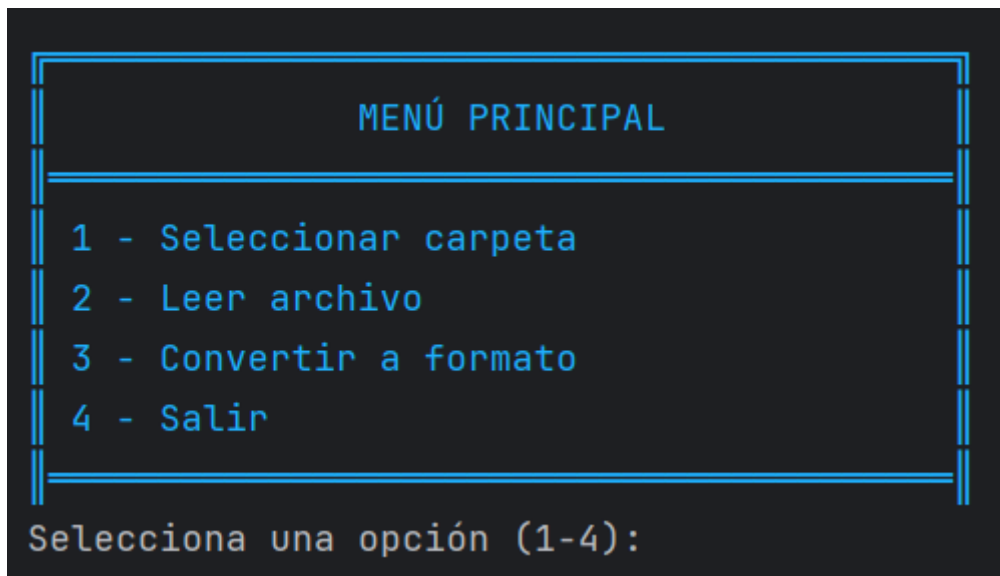 MENÚ PRINCIPAL
1 - Seleccionar carpeta
2 - Leer archivo
3 - Convertir a formato
4 - Salir
Selecciona una opción (1-4):